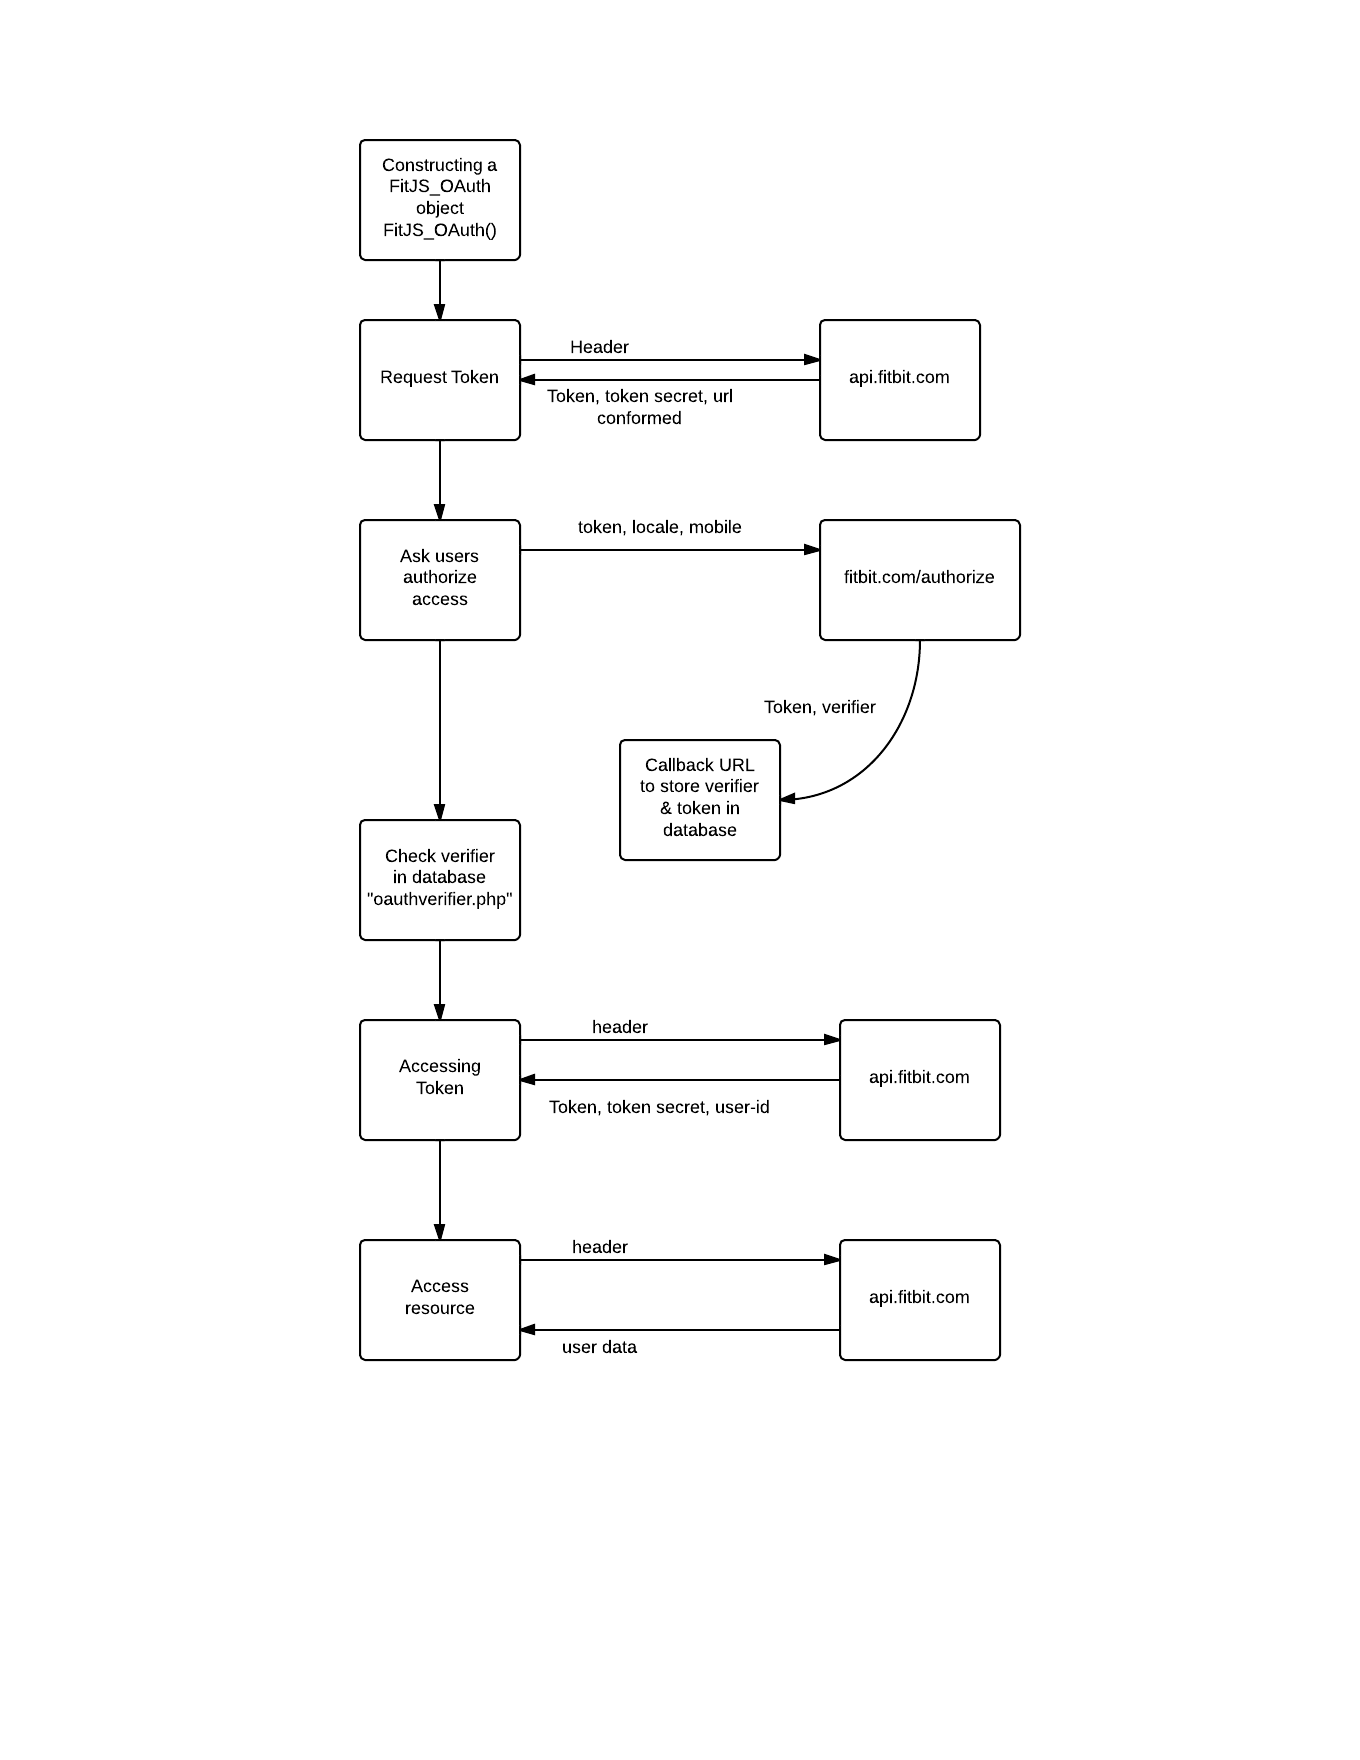 Constructing a
FitJS_OAuth
object
FitJS_OAuth()
Request Token
Header
Token, token secret, url
conformed
api.fitbit.com
Ask users
authorize
access
token, locale, mobile
fitbit.com/authorize
Token, verifier
Callback URL
to store verifier
& token in
database
Check verifier
in database
"oauthverifier.php"
Accessing
Token
header
Token, token secret, user-id
api.fitbit.com
Access
resource
header
user data
api.fitbit.com